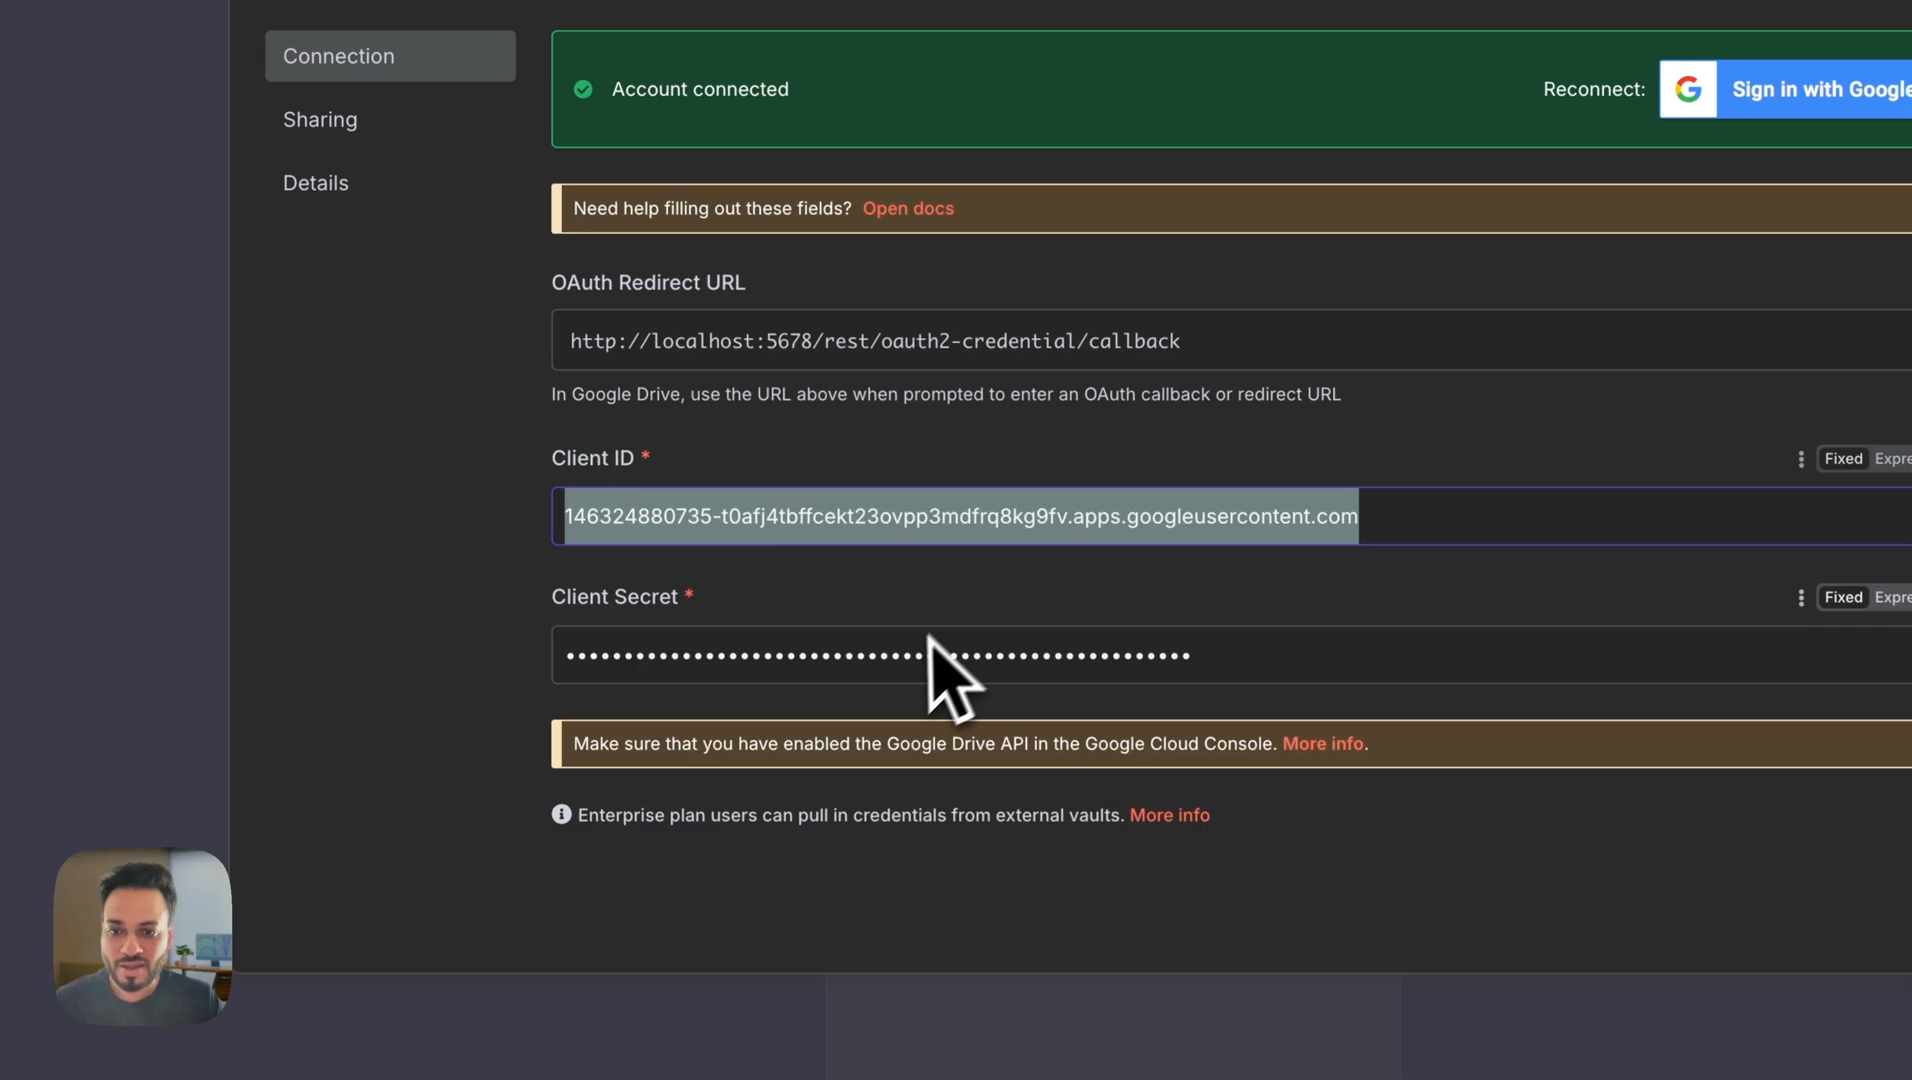 Connection
Sharing
Details
Account connected
Reconnect:
Sign in with Google
Need help filling out these fields? Open docs
OAuth Redirect URL
http://localhost:5678/rest/oauth2-credential/callback
In Google Drive, use the URL above when prompted to enter an OAuth callback or redirect URL
Client ID *
Fixed Expre
146324880735-t0afj4tbffcekt23ovpp3mdfrq8kg9fv.apps.googleusercontent.com
Client Secret *
Fixed Expre
Make sure that you have enabled the Google Drive API in the Google Cloud Console. More info.
Enterprise plan users can pull in credentials from external vaults. More info